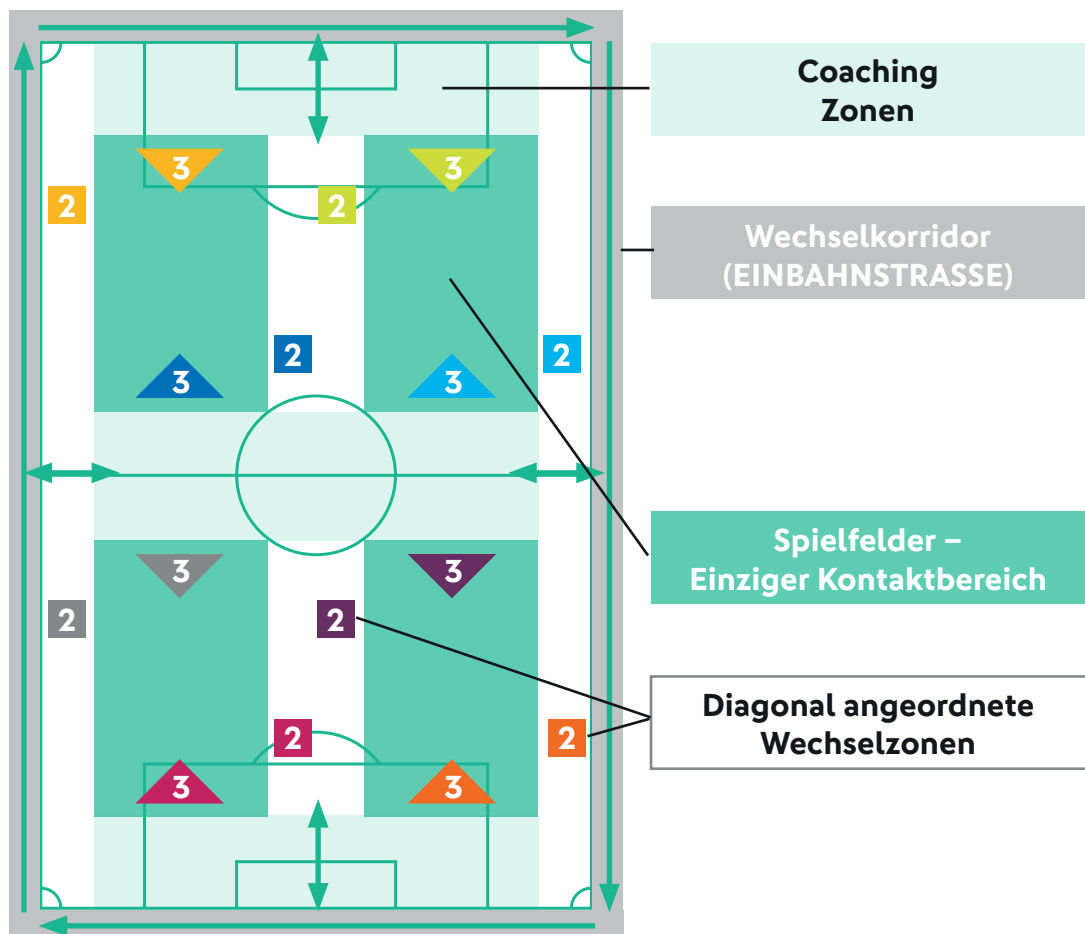 Coaching
Zonen
3
3
2
2
Wechselkorridor
(EINBAHNSTRASSE)
2
2
3
3
Spielfelder –
Einziger Kontaktbereich
3
3
2
2
Diagonal angeordnete
Wechselzonen
2
2
3
3